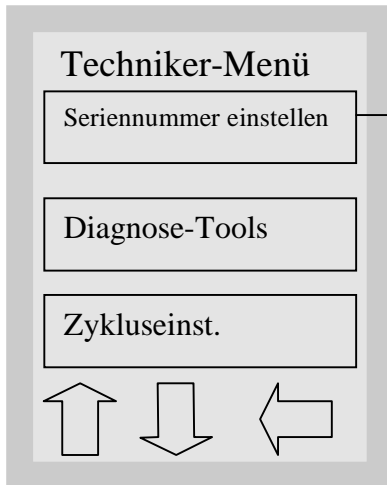 Techniker-Menü
Seriennummer einstellen
Diagnose-Tools
Zykluseinst.